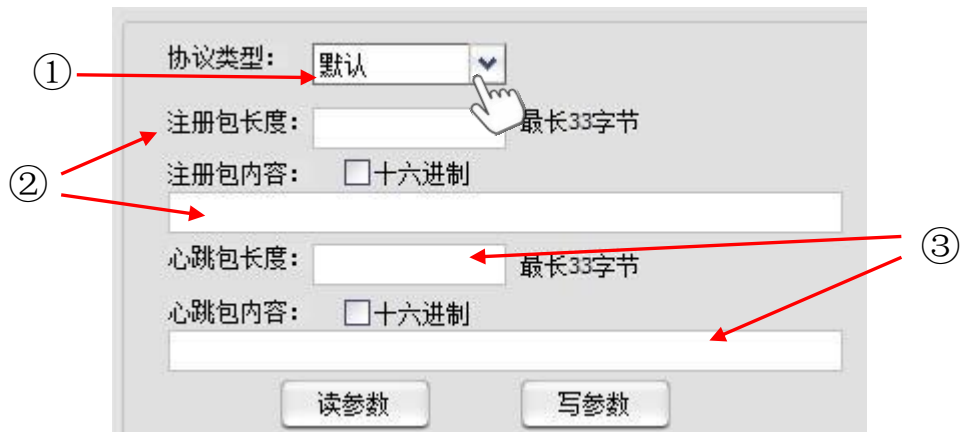 ① 协议类型: 默认
注册包长度: 最长33字节
② 注册包内容: 十六进制
心跳包长度: 最长33字节 ③
心跳包内容: 十六进制
读参数 写参数